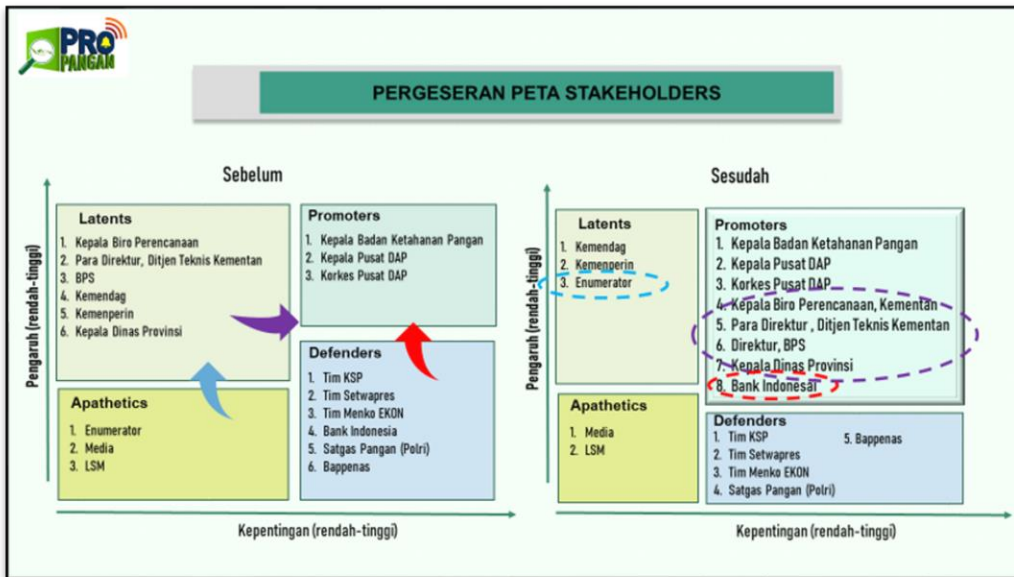 PRO
PANGAN
PERGESERAN PETA STAKEHOLDERS
Sebelum
Pengaruh (rendah-tinggi)
Latents
1. Kepala Biro Perencanaan
2. Para Direktur, Ditjen Teknis Kementan
3. BPS
4. Kemendag
5. Kemenperin
6. Kepala Dinas Provinsi
Promoters
1. Kepala Badan Ketahanan Pangan
2. Kepala Pusat DAP
3. Korkes Pusat DAP
Apathetics
1. Enumerator
2. Media
3. LSM
Defenders
1. Tim KSP
2. Tim Setwapres
3. Tim Menko EKON
4. Bank Indonesia
5. Satgas Pangan (Polri)
6. Bappenas
Kepentingan (rendah-tinggi)
Sesudah
Pengaruh (rendah-tinggi)
Latents
1. Kemendag
2. Kemenperin
3. Enumerator
Promoters
1. Kepala Badan Ketahanan Pangan
2. Kepala Pusat DAP
3. Korkes Pusat DAP
4. Kepala Biro Perencanaan, Kementan
5. Para Direktur , Ditjen Teknis Kementan
6. Direktur, BPS
7. Kepala Dinas Provinsi
8. Bank Indonesai
Apathetics
1. Media
2. LSM
Defenders
1. Tim KSP
2. Tim Setwapres
3. Tim Menko EKON
4. Satgas Pangan (Polri)
5. Bappenas
Kepentingan (rendah-tinggi)